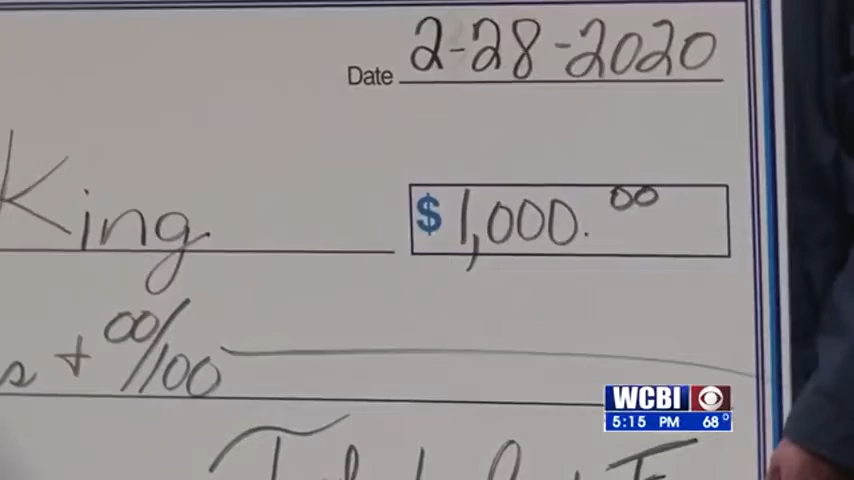 Date 2-28-2020
King
$ 1,000.00
s + 00/100
WCBI
5:15 PM 68°